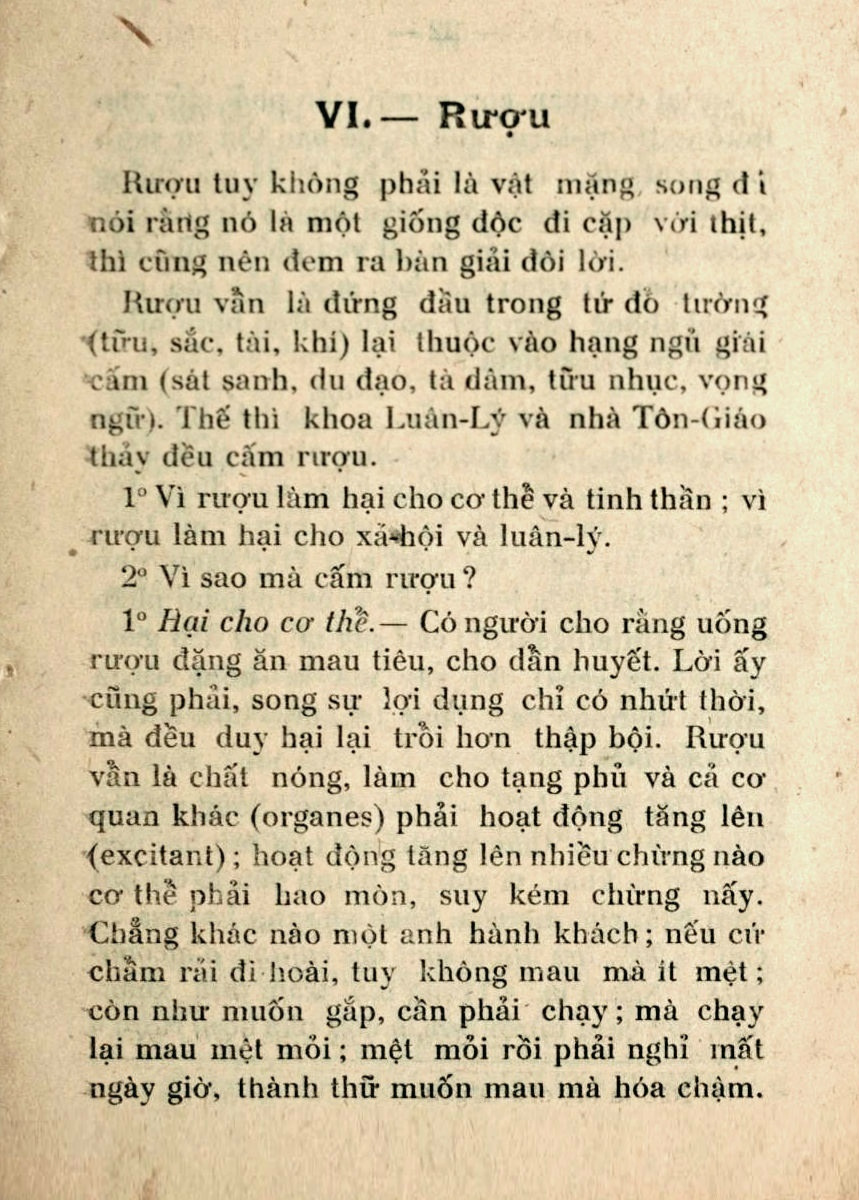 VI. — Rượu
Rượu tuy không phải là vật mặng, song đi
nói rằng nó là một giống độc đi cặp với thịt,
thì cũng nên đem ra bàn giải đôi lời.
Rượu vẫn là đứng đầu trong tứ đổ tường
(tữu, sắc, tài, khí) lại thuộc vào hạng ngủ giái
cấm (sát sanh, du đạo, tà dâm, tữu nhục, vọng
ngữ). Thế thì khoa Luân-Lý và nhà Tôn-Giáo
thảy đều cấm rượu.
1° Vì rượu làm hại cho cơ thể và tinh thần ; vì
rượu làm hại cho xả-hội và luân-lý.
2° Vì sao mà cấm rượu ?
1° Hại cho cơ thể. — Có người cho rằng uống
rượu đặng ăn mau tiêu, cho dẩn huyết. Lời ấy
cũng phải, song sự lợi dụng chỉ có nhứt thời,
mà đều duy hại lại trổi hơn thập bội. Rượu
vẫn là chất nóng, làm cho tạng phủ và cả cơ
quan khác (organes) phải hoạt động tăng lên
(excitant) ; hoạt động tăng lên nhiều chừng nào
cơ thể phải hao mòn, suy kém chừng nấy.
Chẳng khác nào một anh hành khách ; nếu cứ
chẩm rải đi hoài, tuy không mau mà ít mệt ;
còn như muốn gắp, cần phải chạy ; mà chạy
lại mau mệt mỏi ; mệt mỏi rồi phải nghỉ mất
ngày giờ, thành thữ muốn mau mà hóa chậm.